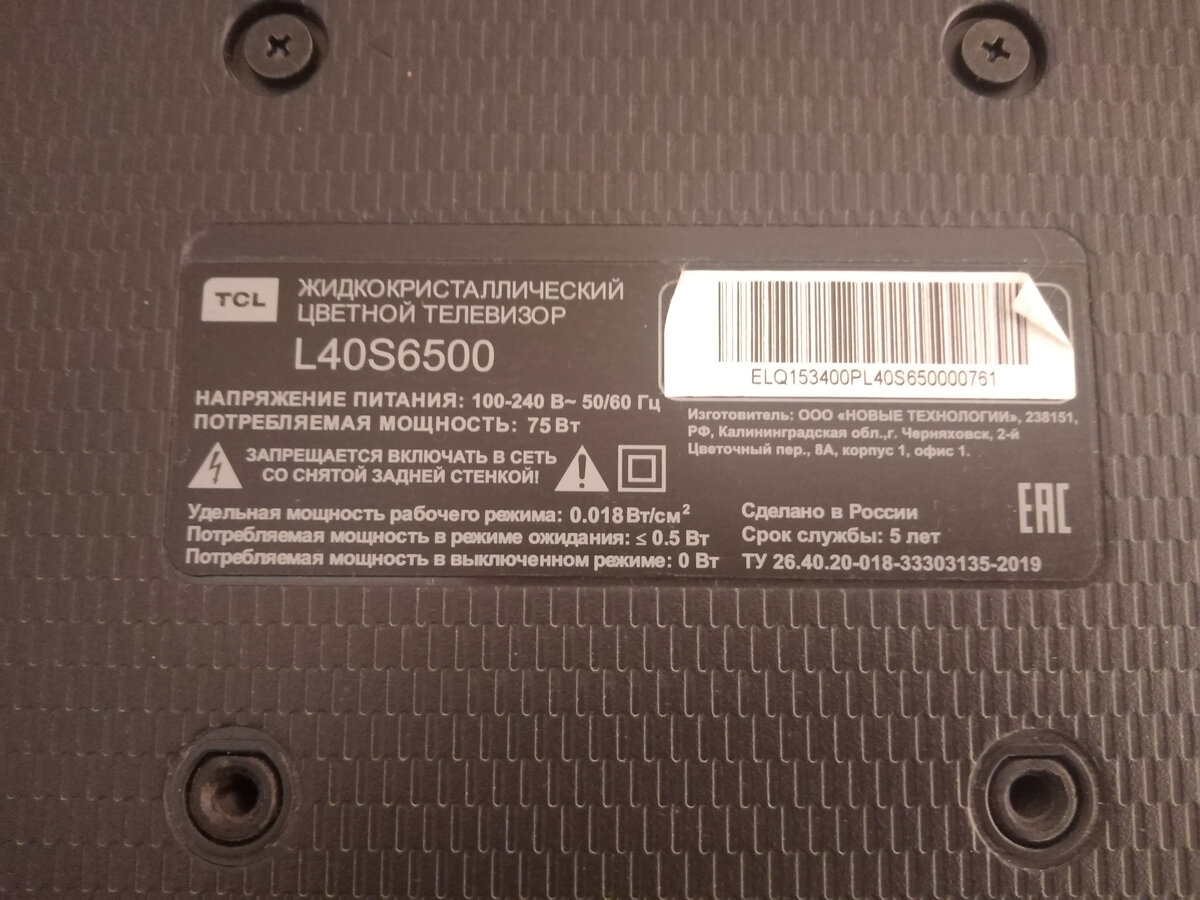 TCL
ЖИДКОКРИСТАЛЛИЧЕСКИЙ
ЦВЕТНОЙ ТЕЛЕВИЗОР
L40S6500
ELQ153400PL40S650000761
НАПРЯЖЕНИЕ ПИТАНИЯ: 100-240 В~ 50/60 Гц
ПОТРЕБЛЯЕМАЯ МОЩНОСТЬ: 75 Вт
Изготовитель: ООО «НОВЫЕ ТЕХНОЛОГИИ», 238151,
РФ, Калининградская обл.,г. Черняховск, 2-й
Цветочный пер., 8А, корпус 1, офис 1.
ЗАПРЕЩАЕТСЯ ВКЛЮЧАТЬ В СЕТЬ
СО СНЯТОЙ ЗАДНЕЙ СТЕНКОЙ!
Удельная мощность рабочего режима: 0.018 Вт/см²
Потребляемая мощность в режиме ожидания: ≤ 0.5 Вт
Потребляемая мощность в выключенном режиме: 0 Вт
Сделано в России
Срок службы: 5 лет
ТУ 26.40.20-018-33303135-2019
EAC